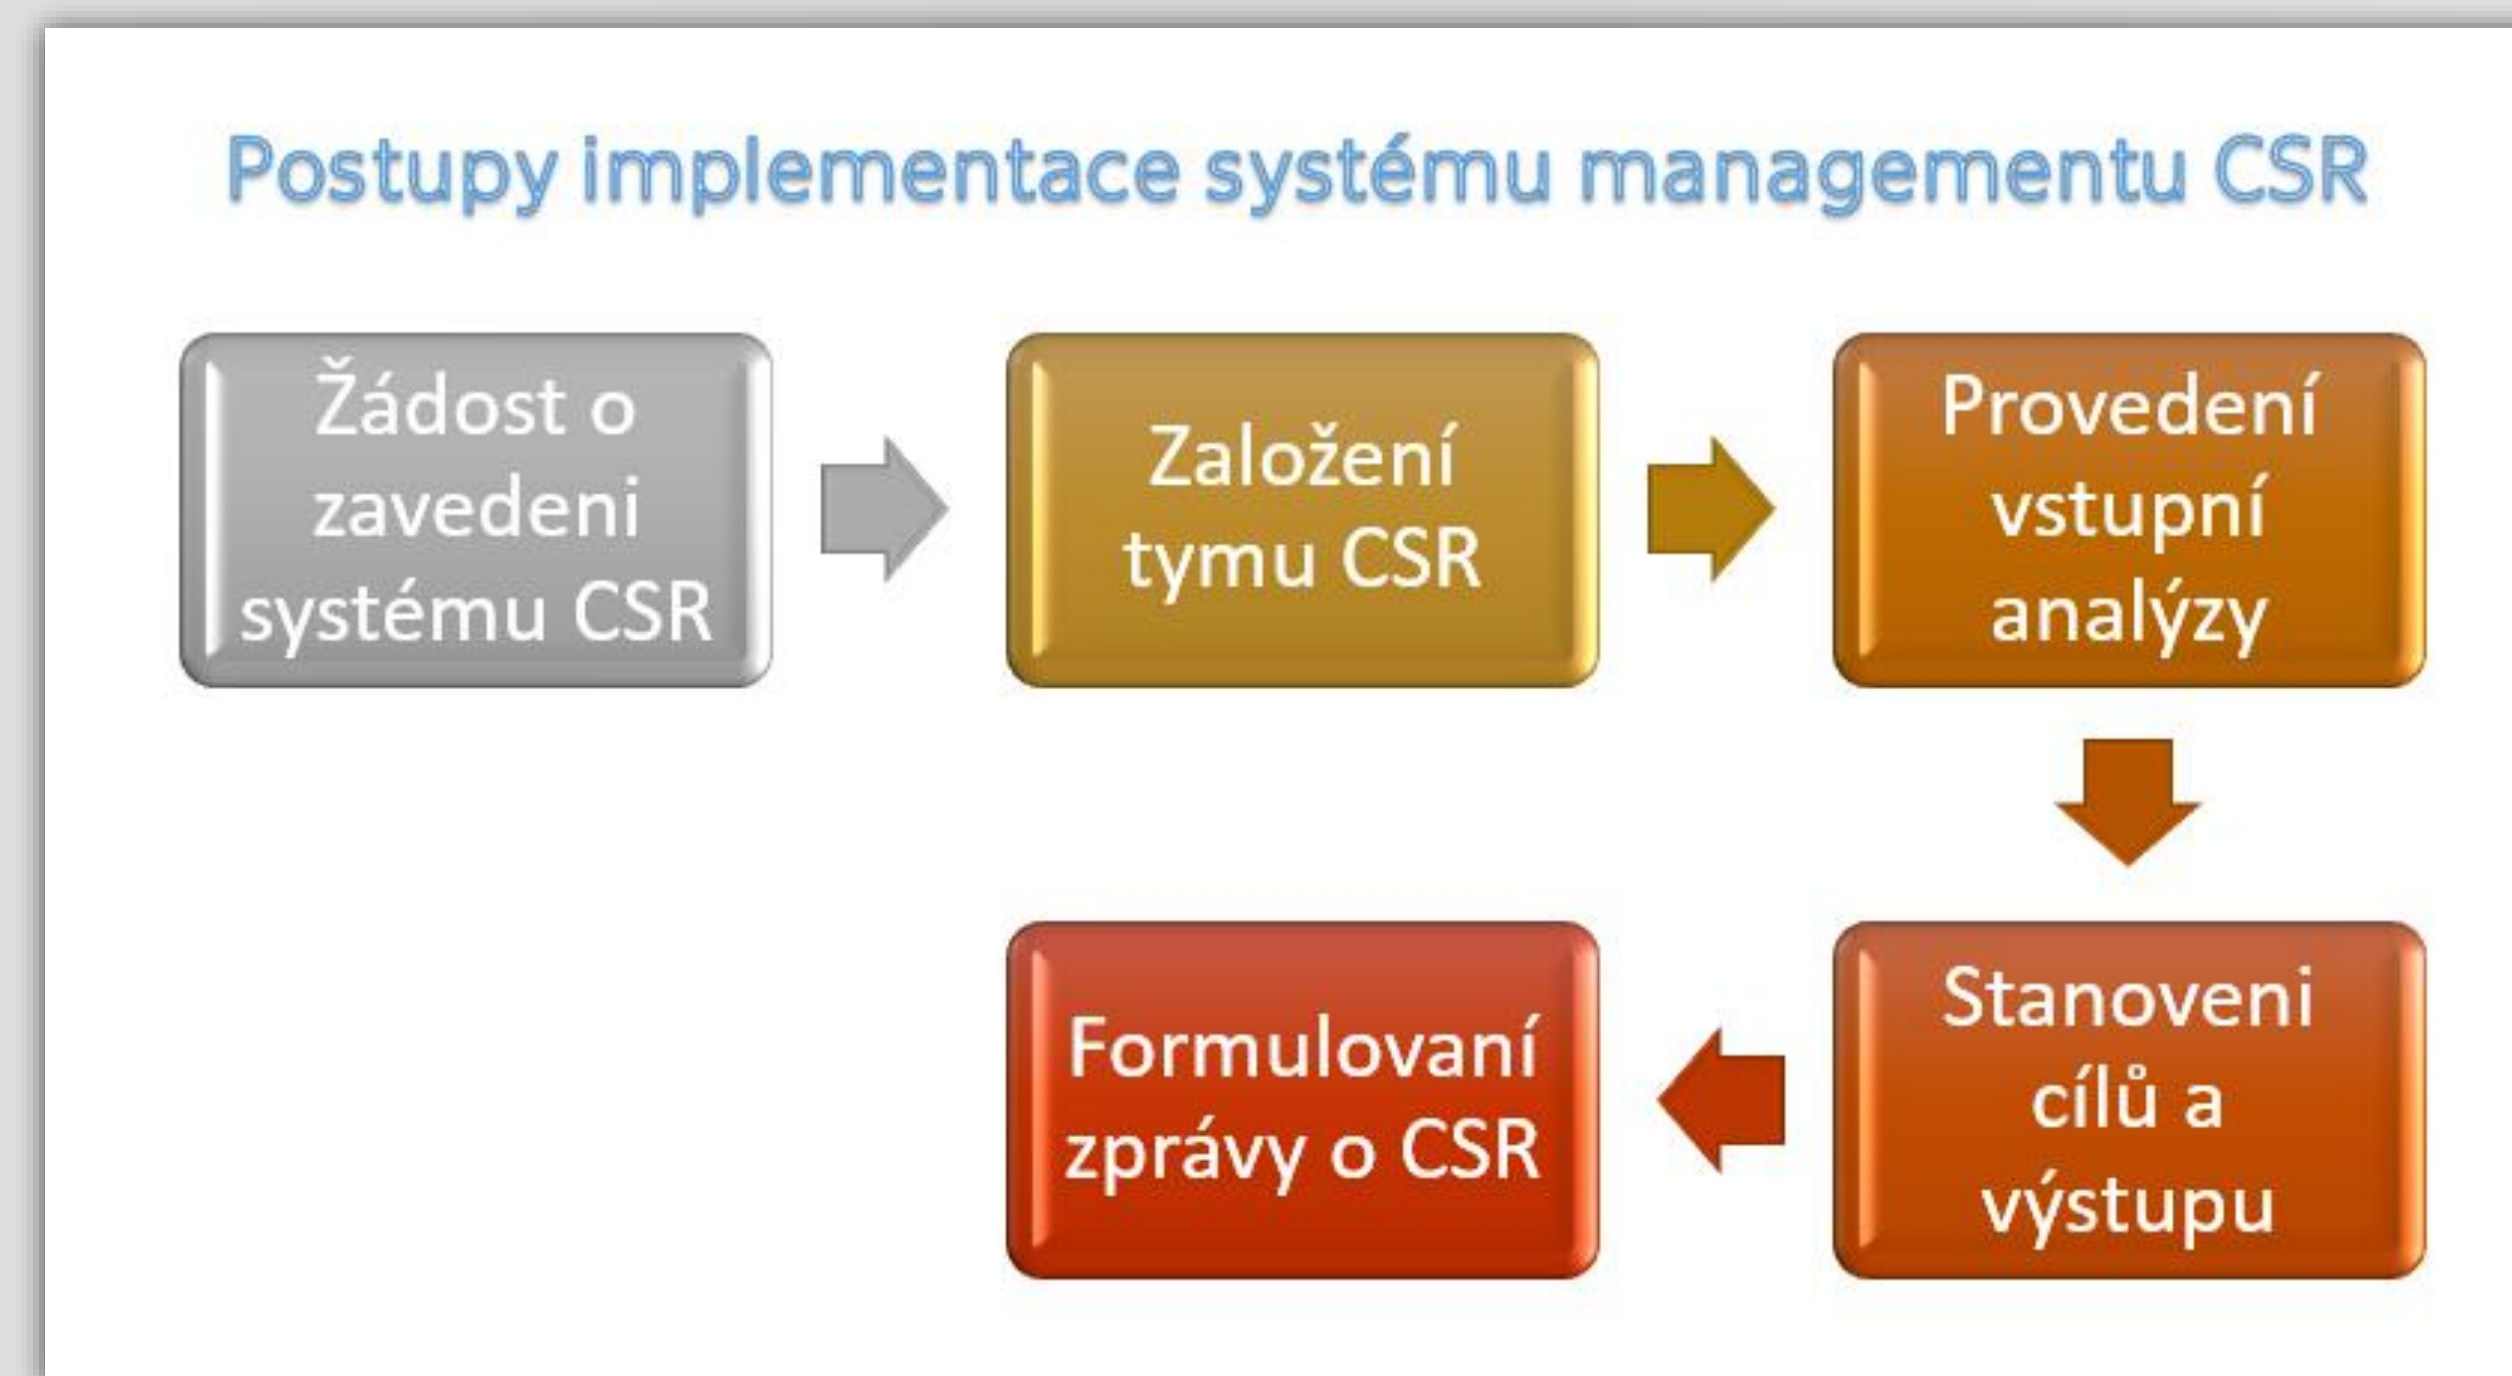 Postupy implementace systému managementu CSR
Žádost o
zavedeni
systému CSR
Založení
tymu CSR
Provedení
vstupní
analýzy
Stanoveni
cílů a
výstupu
Formulovaní
zprávy o CSR